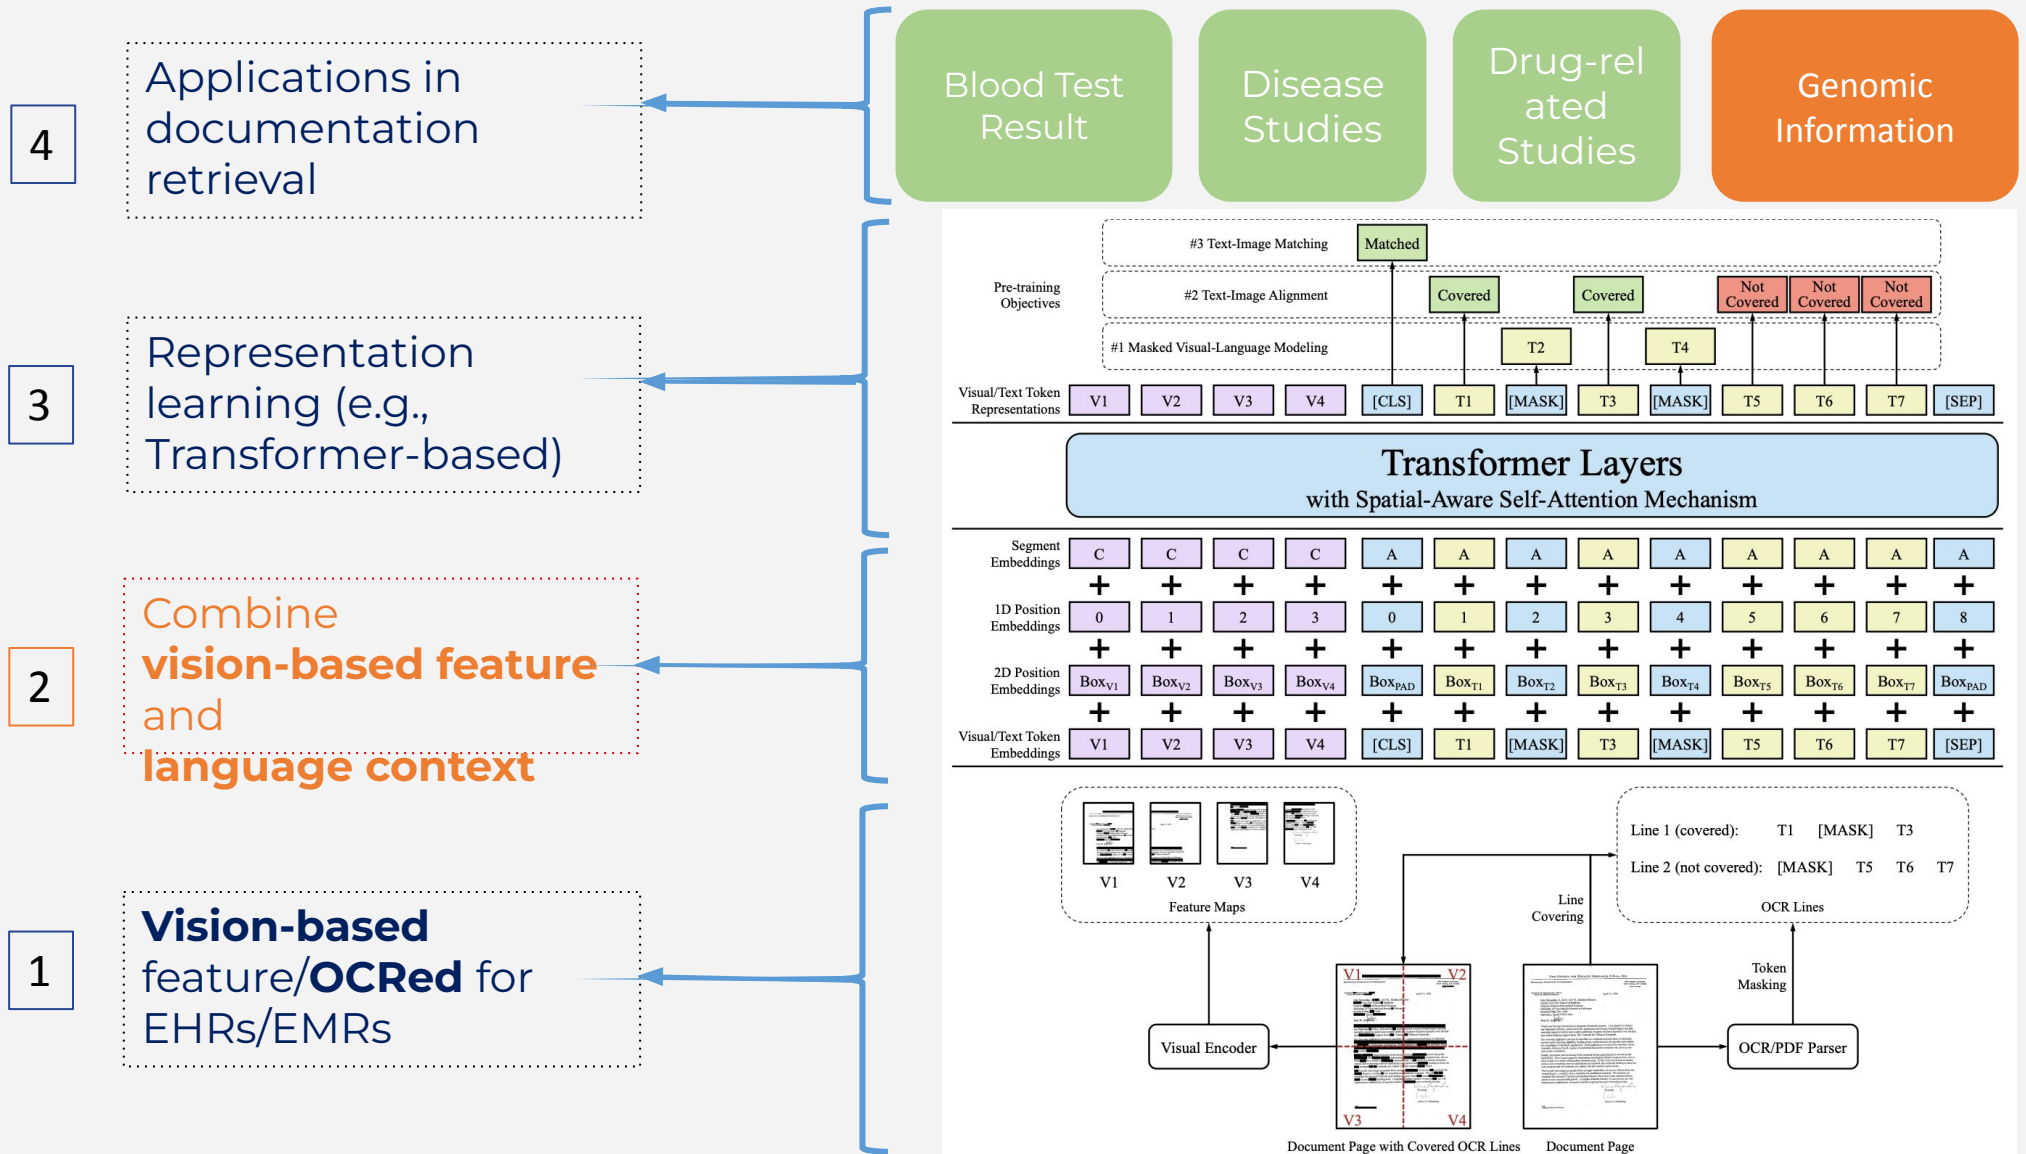 4
Applications in
documentation
retrieval
Blood Test
Result
Disease
Studies
Drug-rel
ated
Studies
Genomic
Information
3
Representation
learning (e.g.,
Transformer-based)
Pre-training
Objectives
#3 Text-Image Matching
Matched
#2 Text-Image Alignment
Covered
Covered
Not
Covered
Not
Covered
Not
Covered
#1 Masked Visual-Language Modeling
T2
T4
Visual/Text Token
Representations
V1 V2 V3 V4 [CLS] T1 [MASK] T3 [MASK] T5 T6 T7 [SEP]
Transformer Layers
with Spatial-Aware Self-Attention Mechanism
2
Combine
vision-based feature
and
language context
Segment
Embeddings
C C C C A A A A A A A A A
+ + + + + + + + + + + + +
1D Position
Embeddings
0 1 2 3 0 1 2 3 4 5 6 7 8
+ + + + + + + + + + + + +
2D Position
Embeddings
BoxV1 BoxV2 BoxV3 BoxV4 BoxPAD BoxT1 BoxT2 BoxT3 BoxT4 BoxT5 BoxT6 BoxT7 BoxPAD
+ + + + + + + + + + + + +
Visual/Text Token
Embeddings
V1 V2 V3 V4 [CLS] T1 [MASK] T3 [MASK] T5 T6 T7 [SEP]
1
Vision-based
feature/OCRed for
EHRs/EMRs
V1 V2 V3 V4
Feature Maps
Line 1 (covered): T1 [MASK] T3
Line 2 (not covered): [MASK] T5 T6 T7
OCR Lines
Line
Covering
Token
Masking
Visual Encoder
V1 V2
V3 V4
OCR/PDF Parser
Document Page with Covered OCR Lines
Document Page